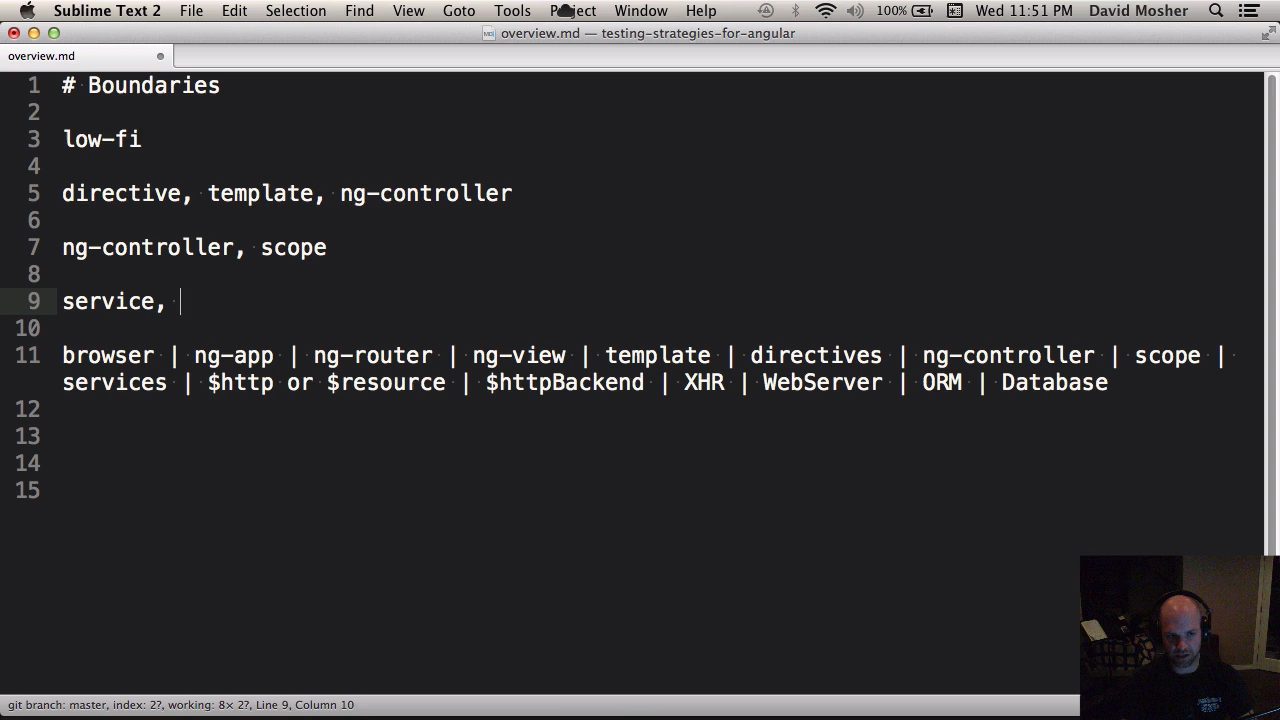 Sublime Text 2 File Edit Selection Find View Goto Tools Project Window Help 100% Wed 11:51 PM David Mosher
overview.md — testing-strategies-for-angular
overview.md
1 # Boundaries
2
3 low-fi
4
5 directive, template, ng-controller
6
7 ng-controller, scope
8
9 service,
10
11 browser | ng-app | ng-router | ng-view | template | directives | ng-controller | scope |
services | $http or $resource | $httpBackend | XHR | WebServer | ORM | Database
12
13
14
15
git branch: master, index: 2?, working: 8× 2?, Line 9, Column 10